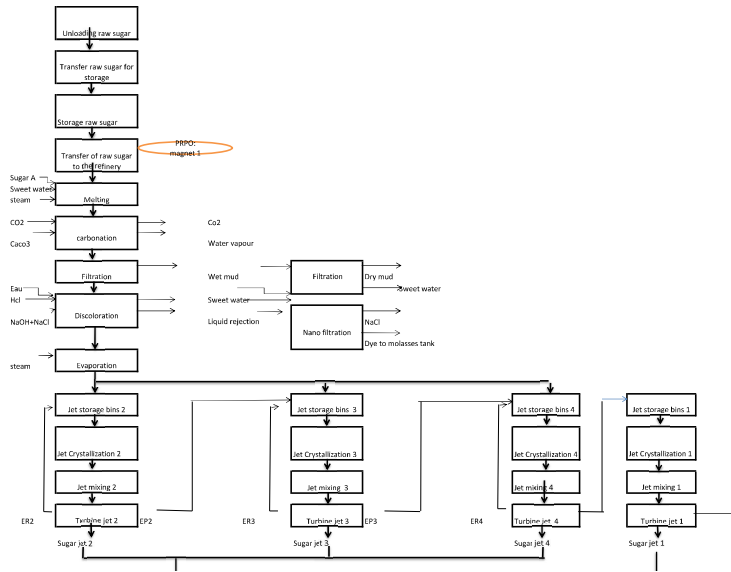 Unloading raw sugar
Transfer raw sugar for
storage
Storage raw sugar
PRPO:
magnet 1
Transfer of raw sugar
to the refinery
Sugar A
Sweet water
steam
Melting
CO2
Co2
Caco3
carbonation
Water vapour
Filtration
Wet mud
Filtration
Dry mud
Eau
Sweet water
Hcl
Sweet water
Discoloration
NaOH+NaCl
Liquid rejection
NaCl
Nano filtration
Dye to molasses tank
steam
Evaporation
Jet storage bins 2
Jet storage bins 3
Jet storage bins 4
Jet storage bins 1
Jet Crystallization 2
Jet Crystallization 3
Jet Crystallization 4
Jet Crystallization 1
Jet mixing 2
Jet mixing 3
Jet mixing 4
Jet mixing 1
ER2
Turbine jet 2
EP2
ER3
Turbine jet 3
EP3
ER4
Turbine jet 4
Turbine jet 1
Sugar jet 2
Sugar jet 3
Sugar jet 4
Sugar jet 1